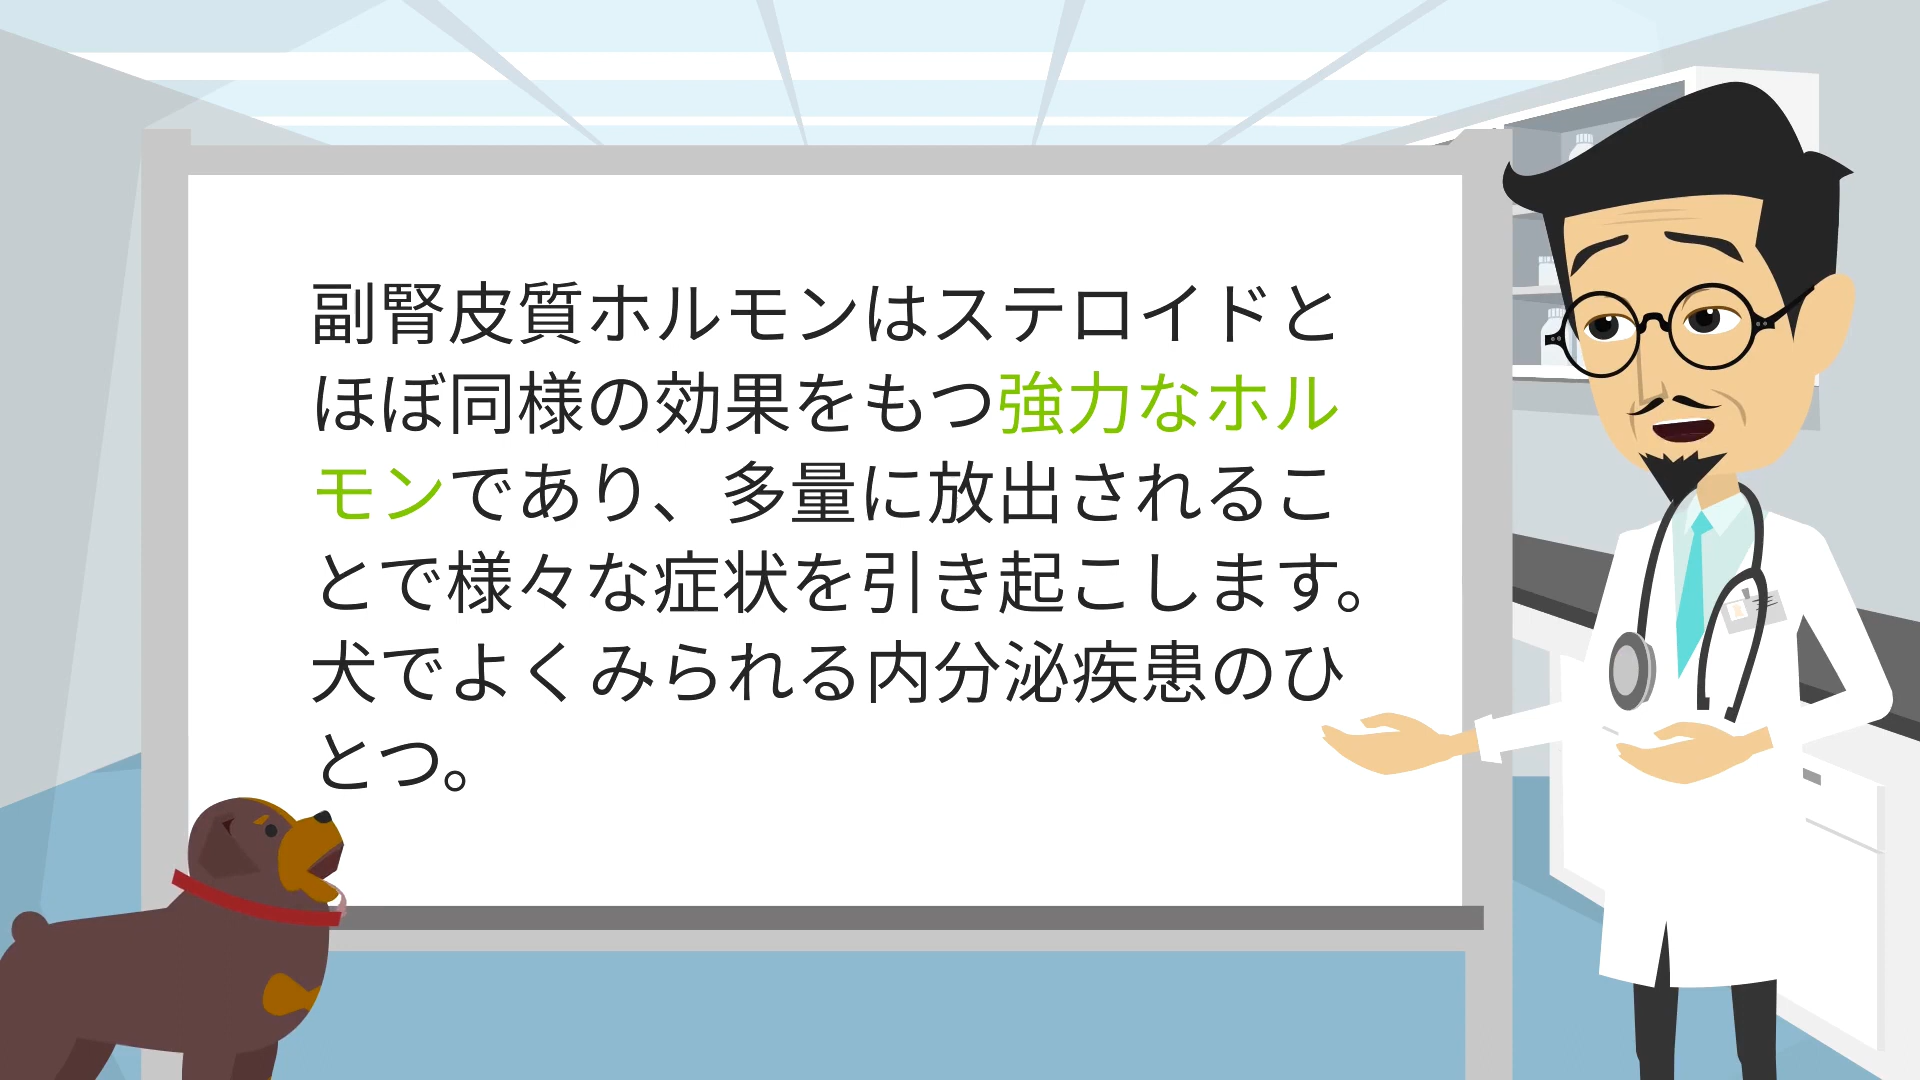 副腎皮質ホルモンはステロイドと
ほぼ同様の効果をもつ強力なホル
モンであり、多量に放出されるこ
とで様々な症状を引き起こします。
犬でよくみられる内分泌疾患のひ
とつ。